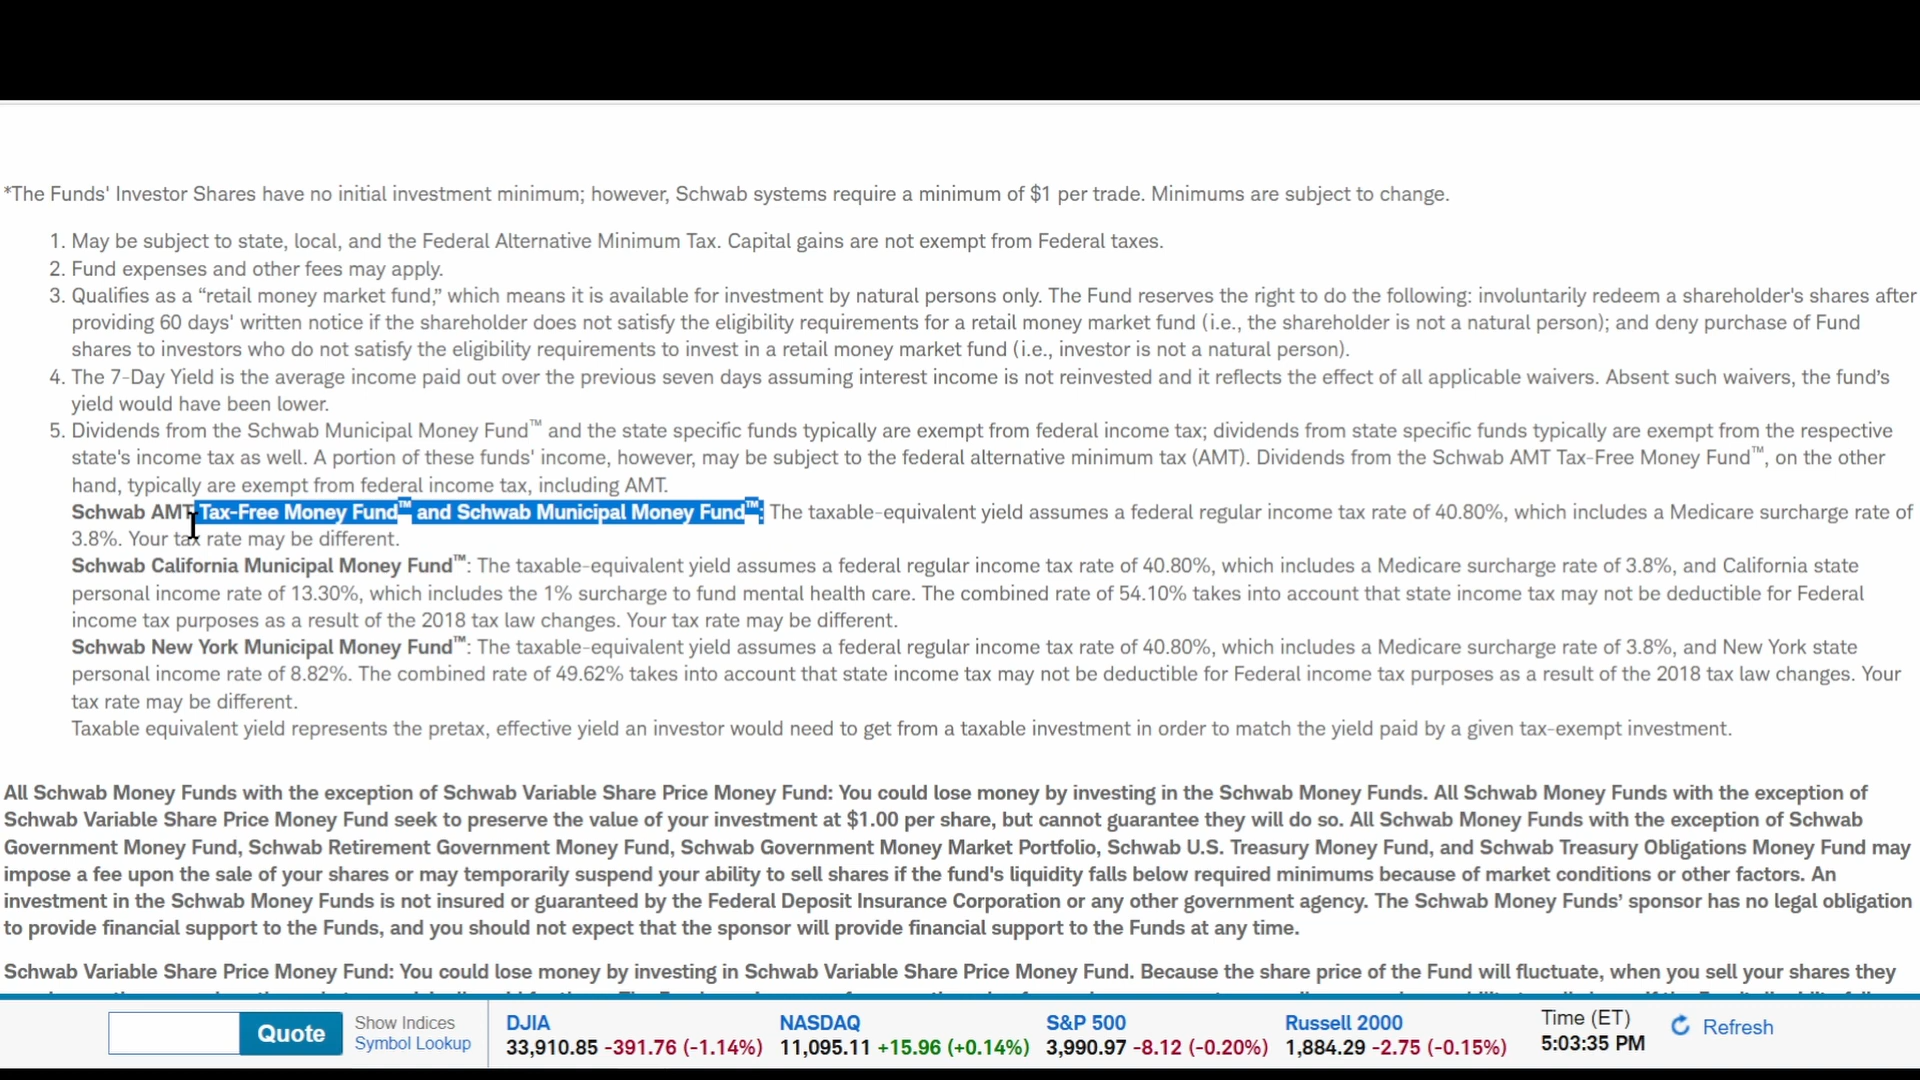 *The Funds' Investor Shares have no initial investment minimum; however, Schwab systems require a minimum of $1 per trade. Minimums are subject to change.
1. May be subject to state, local, and the Federal Alternative Minimum Tax. Capital gains are not exempt from Federal taxes.
2. Fund expenses and other fees may apply.
3. Qualifies as a “retail money market fund,” which means it is available for investment by natural persons only. The Fund reserves the right to do the following: involuntarily redeem a shareholder's shares after
providing 60 days' written notice if the shareholder does not satisfy the eligibility requirements for a retail money market fund (i.e., the shareholder is not a natural person); and deny purchase of Fund
shares to investors who do not satisfy the eligibility requirements to invest in a retail money market fund (i.e., investor is not a natural person).
4. The 7-Day Yield is the average income paid out over the previous seven days assuming interest income is not reinvested and it reflects the effect of all applicable waivers. Absent such waivers, the fund’s
yield would have been lower.
5. Dividends from the Schwab Municipal Money Fund™ and the state specific funds typically are exempt from federal income tax; dividends from state specific funds typically are exempt from the respective
state's income tax as well. A portion of these funds' income, however, may be subject to the federal alternative minimum tax (AMT). Dividends from the Schwab AMT Tax-Free Money Fund™, on the other
hand, typically are exempt from federal income tax, including AMT.
Schwab AMT Tax-Free Money Fund™ and Schwab Municipal Money Fund™: The taxable-equivalent yield assumes a federal regular income tax rate of 40.80%, which includes a Medicare surcharge rate of
3.8%. Your tax rate may be different.
Schwab California Municipal Money Fund™: The taxable-equivalent yield assumes a federal regular income tax rate of 40.80%, which includes a Medicare surcharge rate of 3.8%, and California state
personal income rate of 13.30%, which includes the 1% surcharge to fund mental health care. The combined rate of 54.10% takes into account that state income tax may not be deductible for Federal
income tax purposes as a result of the 2018 tax law changes. Your tax rate may be different.
Schwab New York Municipal Money Fund™: The taxable-equivalent yield assumes a federal regular income tax rate of 40.80%, which includes a Medicare surcharge rate of 3.8%, and New York state
personal income rate of 8.82%. The combined rate of 49.62% takes into account that state income tax may not be deductible for Federal income tax purposes as a result of the 2018 tax law changes. Your
tax rate may be different.
Taxable equivalent yield represents the pretax, effective yield an investor would need to get from a taxable investment in order to match the yield paid by a given tax-exempt investment.
All Schwab Money Funds with the exception of Schwab Variable Share Price Money Fund: You could lose money by investing in the Schwab Money Funds. All Schwab Money Funds with the exception of
Schwab Variable Share Price Money Fund seek to preserve the value of your investment at $1.00 per share, but cannot guarantee they will do so. All Schwab Money Funds with the exception of Schwab
Government Money Fund, Schwab Retirement Government Money Fund, Schwab Government Money Market Portfolio, Schwab U.S. Treasury Money Fund, and Schwab Treasury Obligations Money Fund may
impose a fee upon the sale of your shares or may temporarily suspend your ability to sell shares if the fund's liquidity falls below required minimums because of market conditions or other factors. An
investment in the Schwab Money Funds is not insured or guaranteed by the Federal Deposit Insurance Corporation or any other government agency. The Schwab Money Funds’ sponsor has no legal obligation
to provide financial support to the Funds, and you should not expect that the sponsor will provide financial support to the Funds at any time.
Schwab Variable Share Price Money Fund: You could lose money by investing in Schwab Variable Share Price Money Fund. Because the share price of the Fund will fluctuate, when you sell your shares they
Quote
Show Indices
Symbol Lookup
DJIA
33,910.85 -391.76 (-1.14%)
NASDAQ
11,095.11 +15.96 (+0.14%)
S&P 500
3,990.97 -8.12 (-0.20%)
Russell 2000
1,884.29 -2.75 (-0.15%)
Time (ET)
5:03:35 PM
Refresh